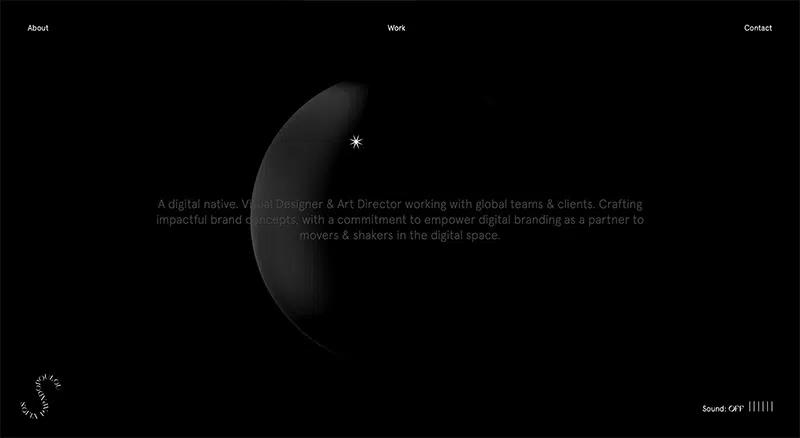 About
Work
Contact
A digital native. Visual Designer & Art Director working with global teams & clients. Crafting
impactful brand concepts, with a commitment to empower digital branding as a partner to
movers & shakers in the digital space.
Sound: OFF